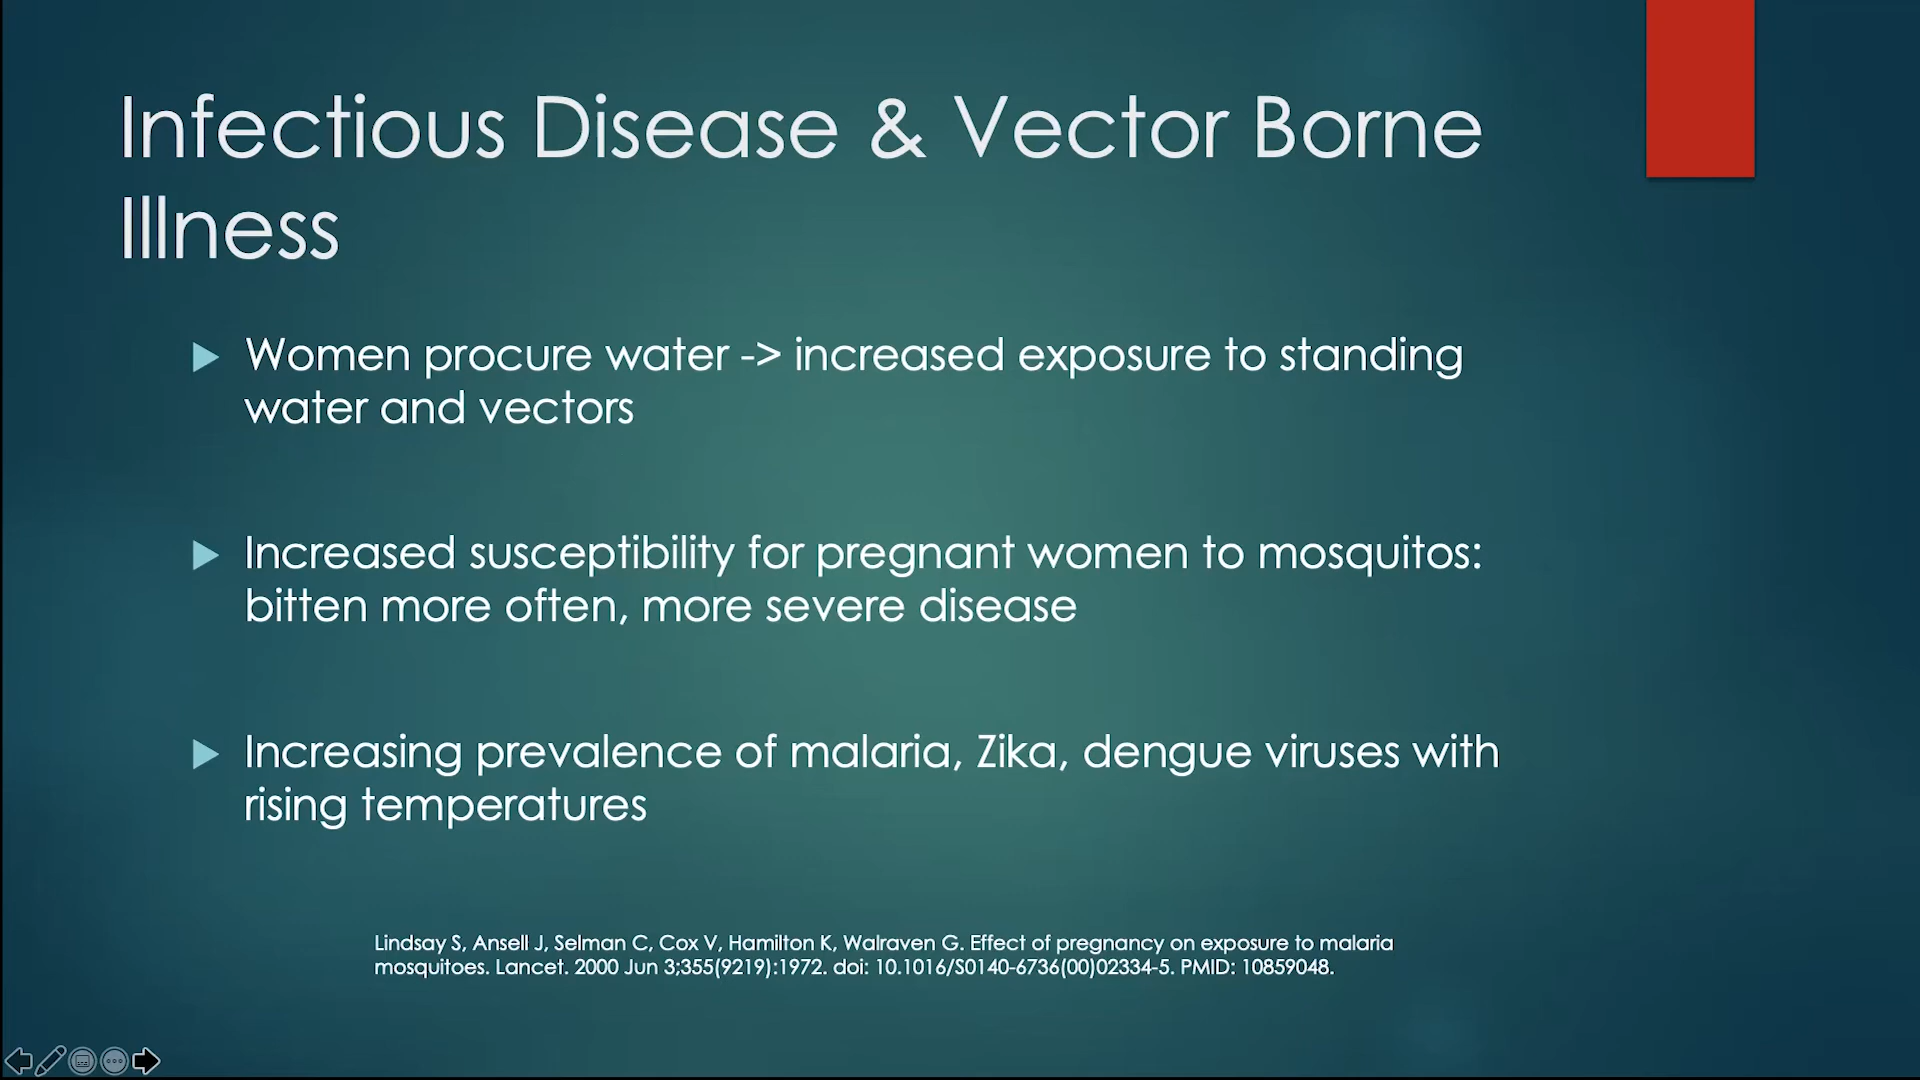 Infectious Disease & Vector Borne
Illness
Women procure water -> increased exposure to standing
water and vectors
Increased susceptibility for pregnant women to mosquitos:
bitten more often, more severe disease
Increasing prevalence of malaria, Zika, dengue viruses with
rising temperatures
Lindsay S, Ansell J, Selman C, Cox V, Hamilton K, Walraven G. Effect of pregnancy on exposure to malaria
mosquitoes. Lancet. 2000 Jun 3;355(9219):1972. doi: 10.1016/S0140-6736(00)02334-5. PMID: 10859048.